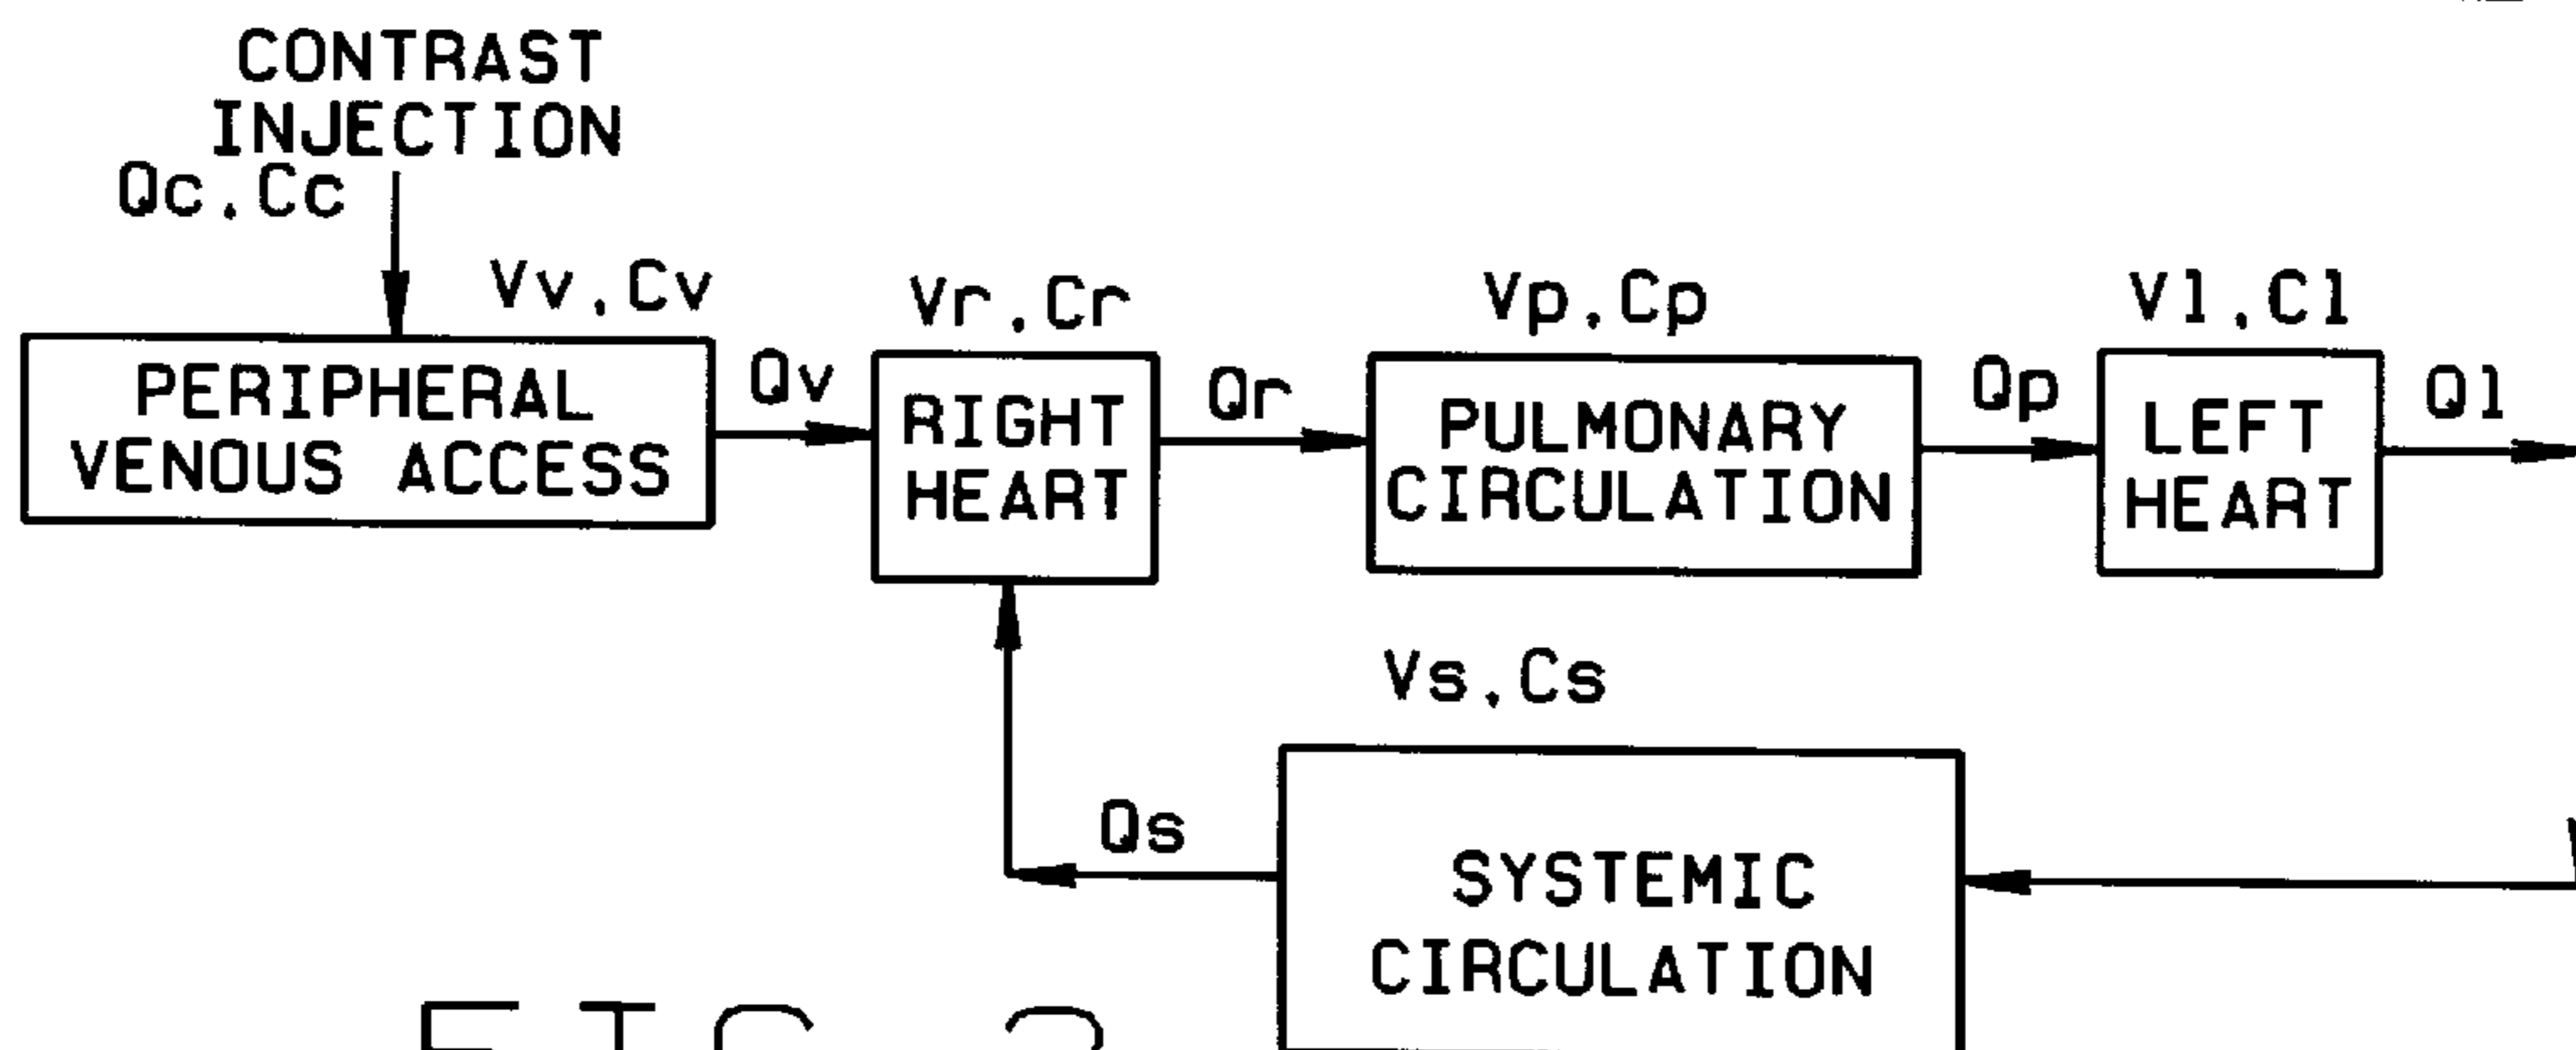 CONTRAST
INJECTION
Qc,Cc
Vv,Cv
PERIPHERAL
VENOUS ACCESS
Qv
Vr,Cr
RIGHT
HEART
Qr
Vp,Cp
PULMONARY
CIRCULATION
Qp
Vl,Cl
LEFT
HEART
Ql
Vs,Cs
Qs
SYSTEMIC
CIRCULATION